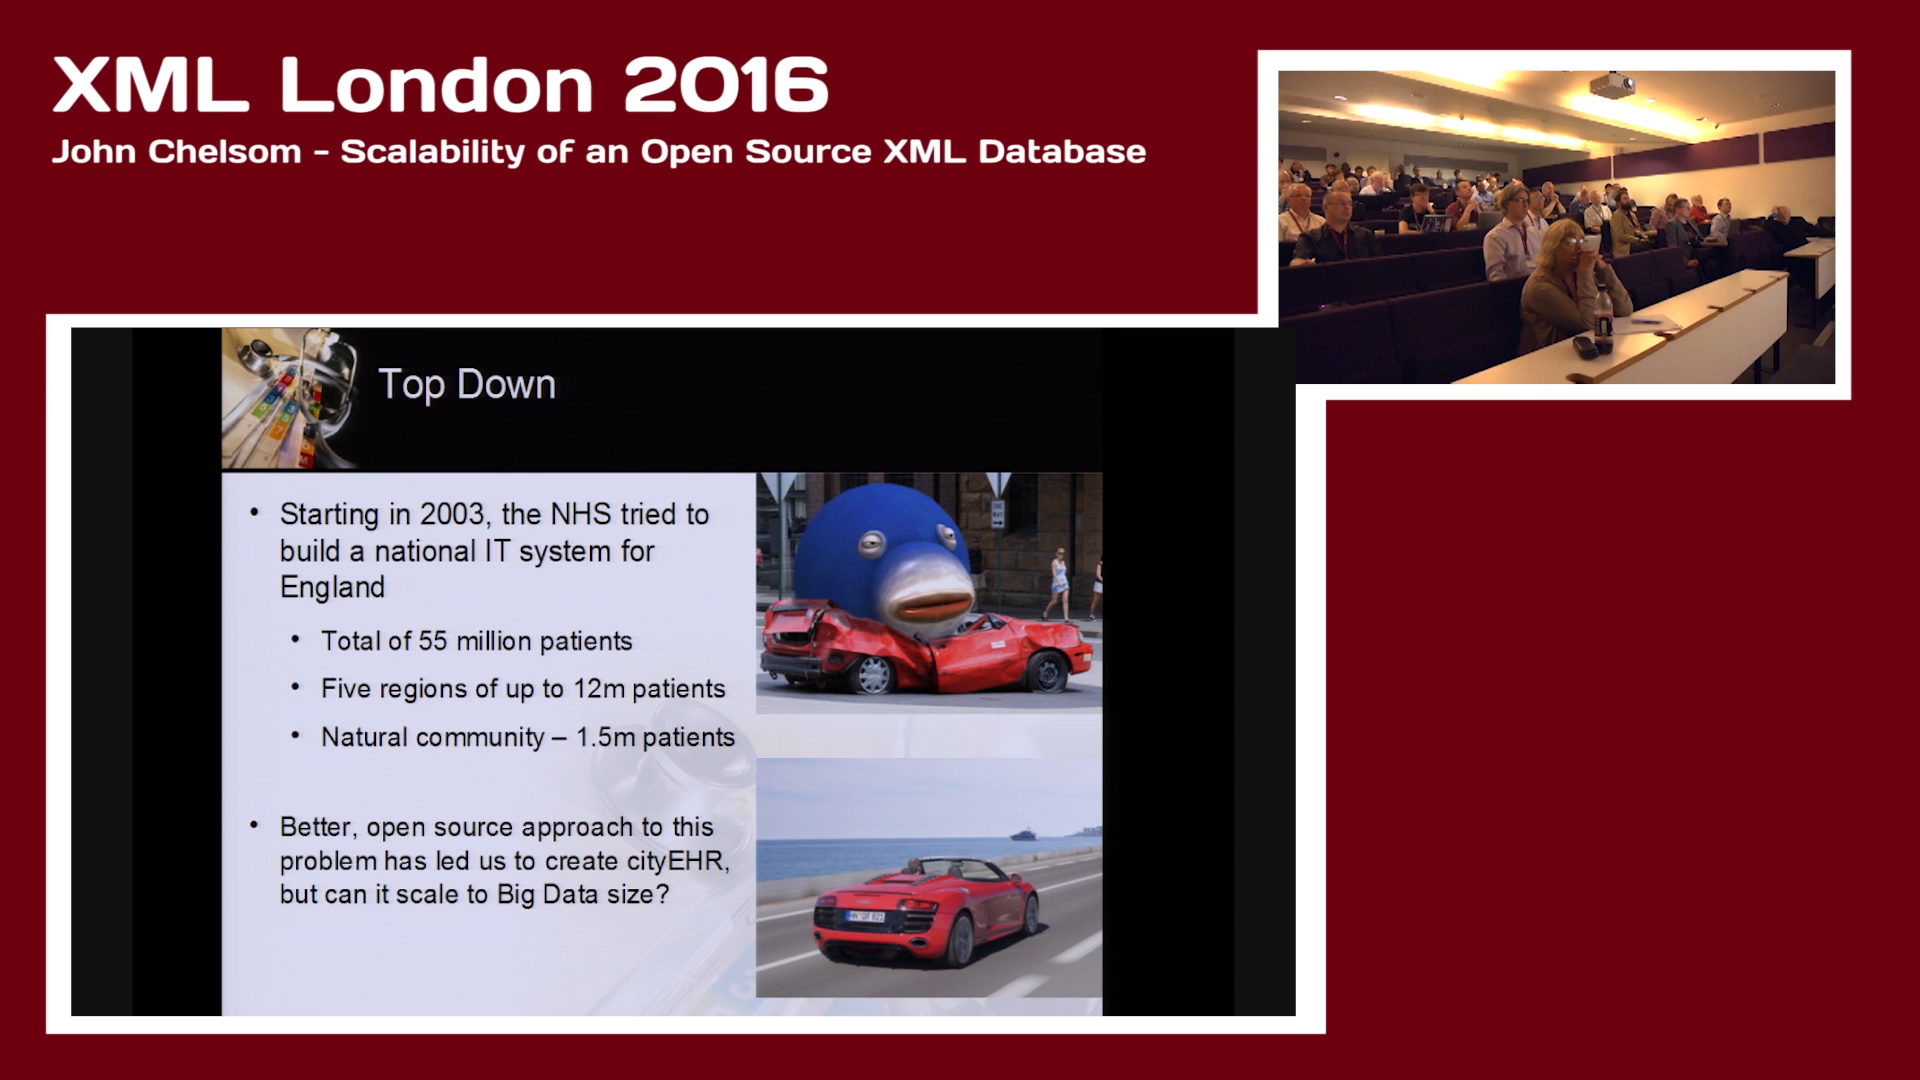 XML London 2016
John Chelsom - Scalability of an Open Source XML Database
Top Down
• Starting in 2003, the NHS tried to
build a national IT system for
England
• Total of 55 million patients
• Five regions of up to 12m patients
• Natural community – 1.5m patients
• Better, open source approach to this
problem has led us to create cityEHR,
but can it scale to Big Data size?
ONE
WAY